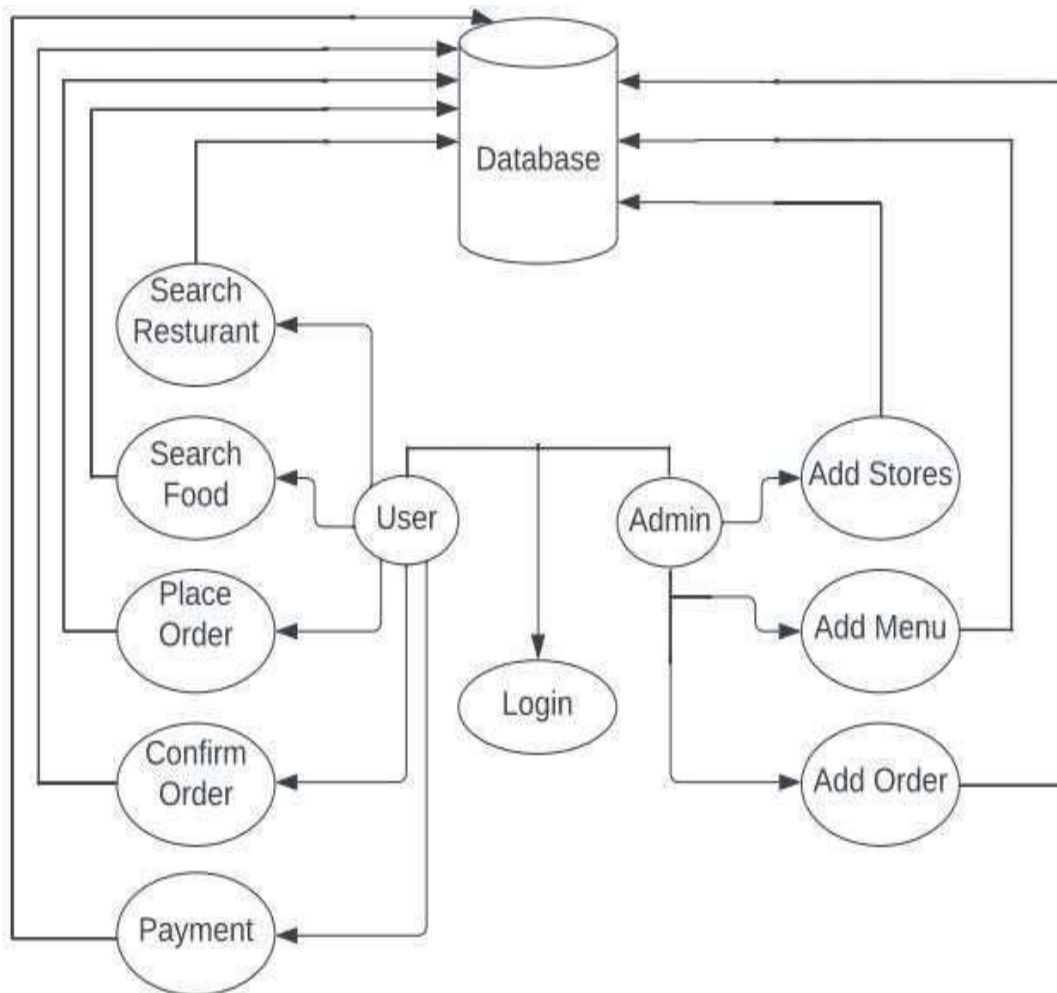 Database
Search
Resturant
Search
Food
User
Admin
Add Stores
Place
Order
Add Menu
Login
Confirm
Order
Add Order
Payment